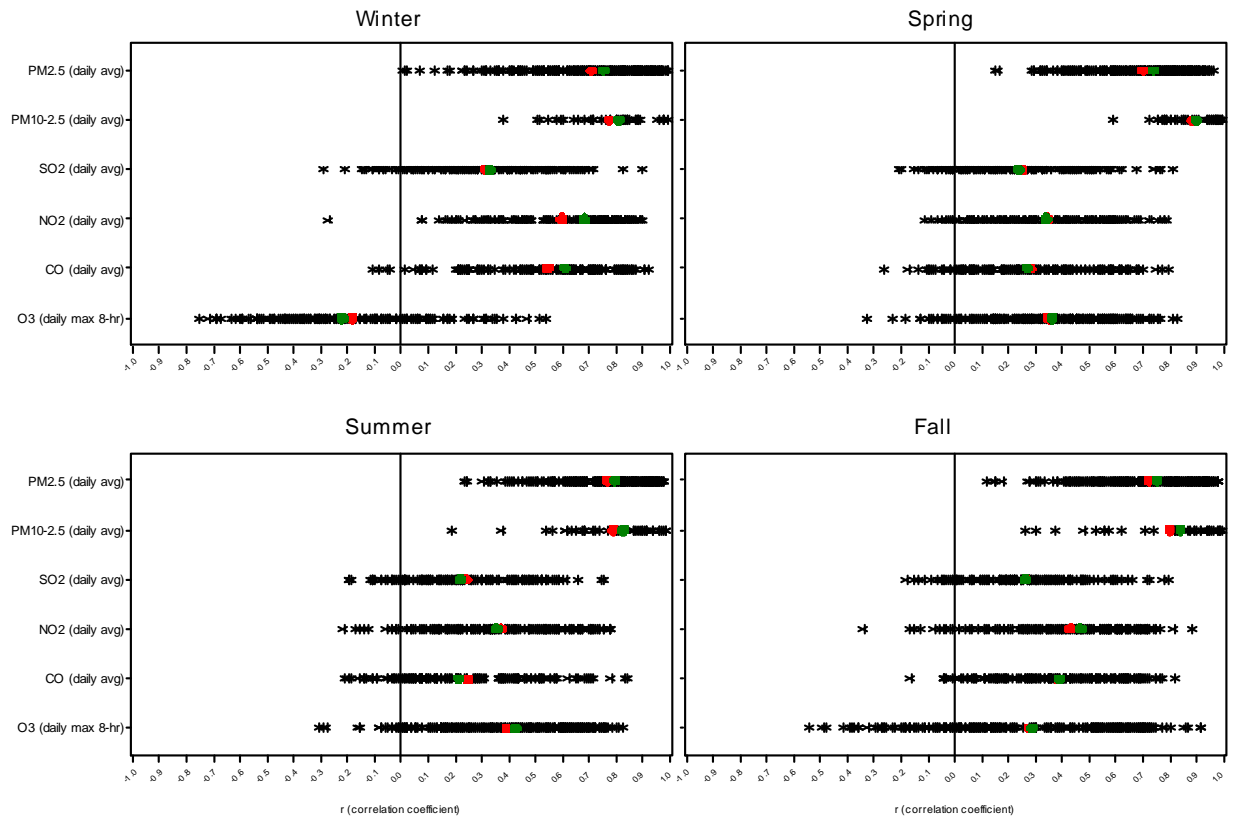 Winter
PM2.5 (daily avg)
PM10-2.5 (daily avg)
SO2 (daily avg)
NO2 (daily avg)
CO (daily avg)
O3 (daily max 8-hr)
-1.0 -0.9 -0.8 -0.7 -0.6 -0.5 -0.4 -0.3 -0.2 -0.1 0.0 0.1 0.2 0.3 0.4 0.5 0.6 0.7 0.8 0.9 1.0
Spring
-1.0 -0.9 -0.8 -0.7 -0.6 -0.5 -0.4 -0.3 -0.2 -0.1 0.0 0.1 0.2 0.3 0.4 0.5 0.6 0.7 0.8 0.9 1.0
Summer
PM2.5 (daily avg)
PM10-2.5 (daily avg)
SO2 (daily avg)
NO2 (daily avg)
CO (daily avg)
O3 (daily max 8-hr)
-1.0 -0.9 -0.8 -0.7 -0.6 -0.5 -0.4 -0.3 -0.2 -0.1 0.0 0.1 0.2 0.3 0.4 0.5 0.6 0.7 0.8 0.9 1.0
r (correlation coefficient)
Fall
-1.0 -0.9 -0.8 -0.7 -0.6 -0.5 -0.4 -0.3 -0.2 -0.1 0.0 0.1 0.2 0.3 0.4 0.5 0.6 0.7 0.8 0.9 1.0
r (correlation coefficient)